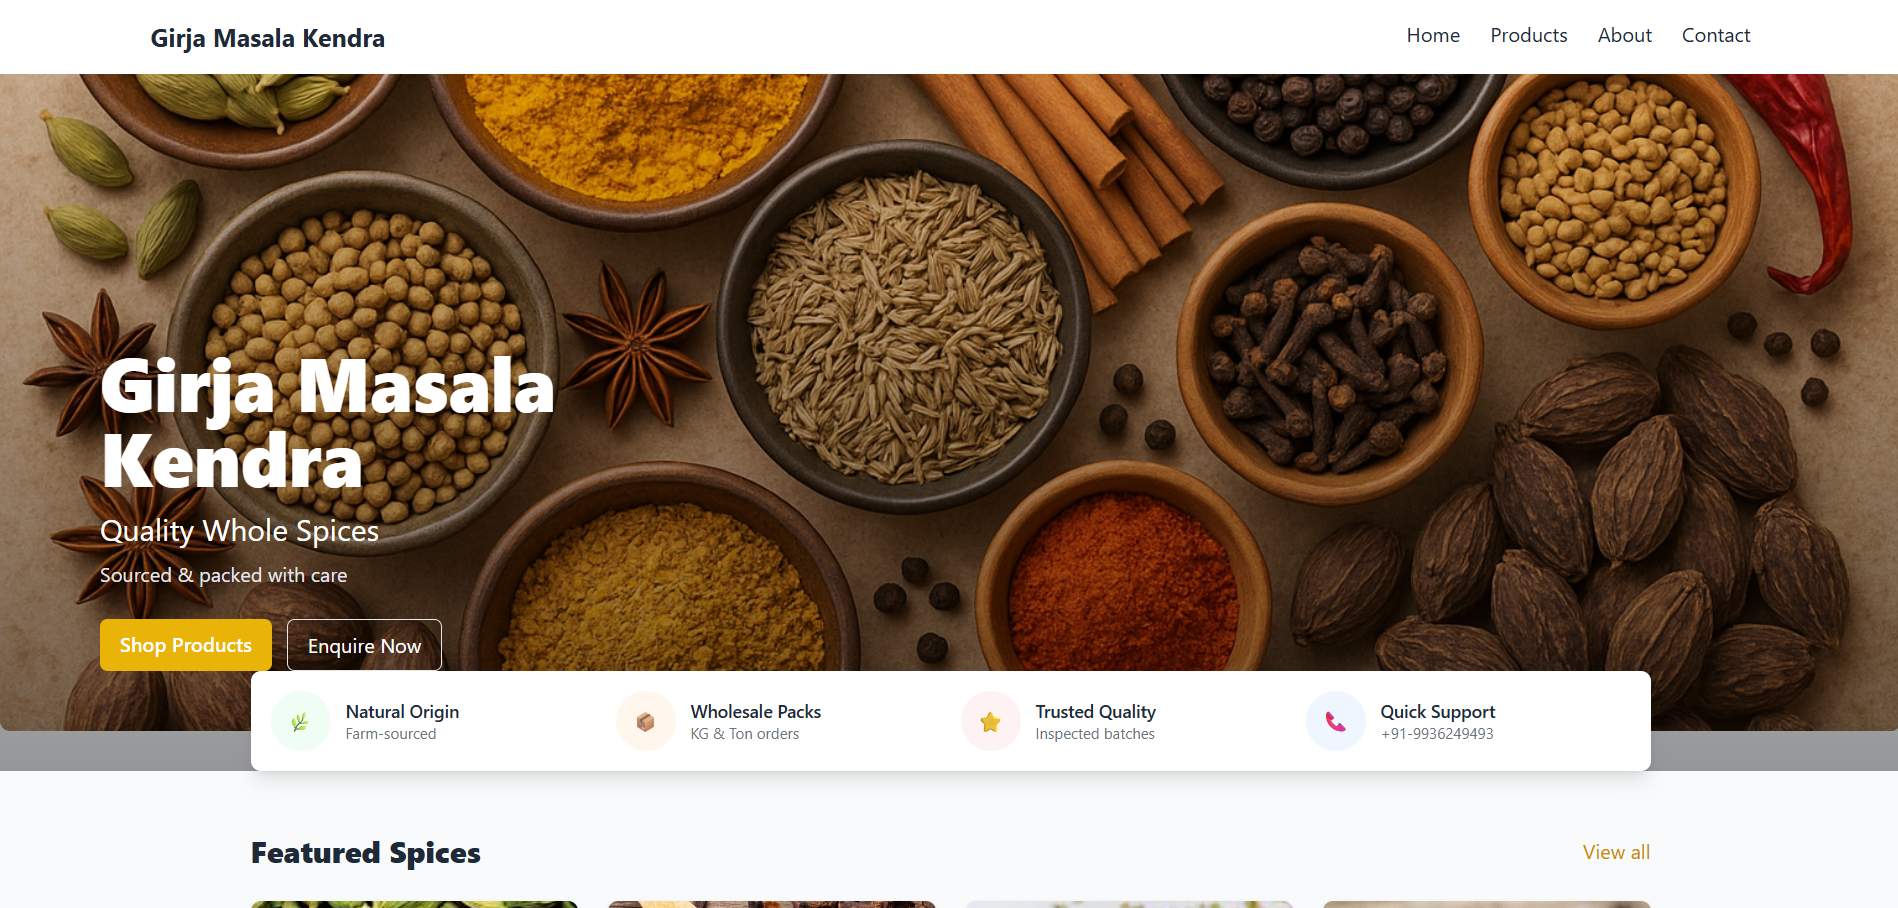 Girja Masala Kendra
Home Products About Contact
Girja Masala
Kendra
Quality Whole Spices
Sourced & packed with care
Shop Products Enquire Now
Natural Origin
Farm-sourced
Wholesale Packs
KG & Ton orders
Trusted Quality
Inspected batches
Quick Support
+91-9936249493
Featured Spices
View all